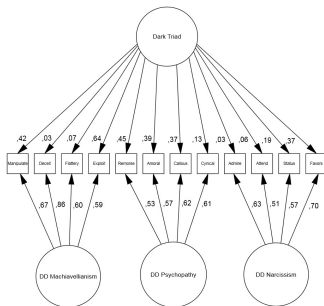 Dark Triad
,42 ,03 ,07 ,64 ,45 ,39 ,37 ,13 ,03 ,06 ,19 ,37
Manipulate Deceit Flattery Exploit Remorse Amoral Callous Cynical Admire Attend Status Favors
,67 ,86 ,60 ,59 ,53 ,57 ,62 ,61 ,63 ,51 ,57 ,70
DD Machiavellianism DD Psychopathy DD Narcissism